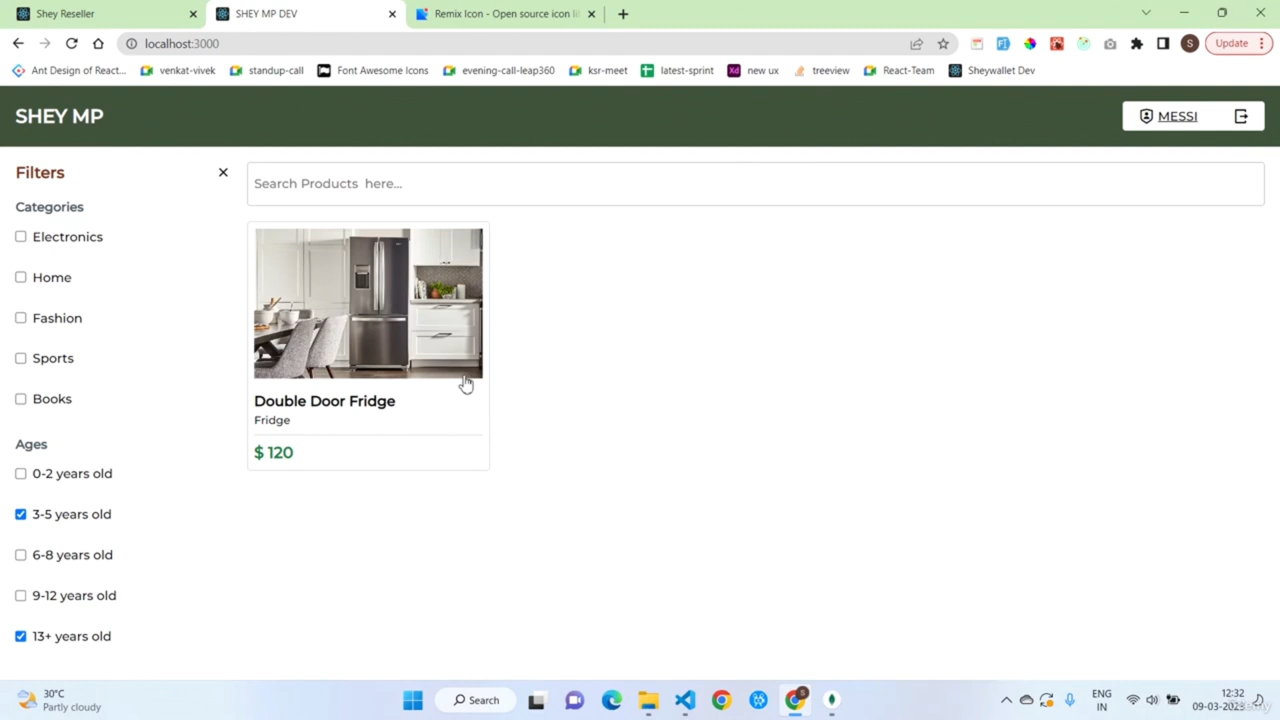 Shey Reseller
SHEY MP DEV
Remix Icon - Open source icon li
localhost:3000
S
Update
Ant Design of React...
venkat-vivek
standup-call
Font Awesome Icons
evening-call-leap360
ksr-meet
latest-sprint
Xd
new ux
treeview
React-Team
Sheywallet Dev
SHEY MP
MESSI
Filters
Search Products here...
Categories
Electronics
Home
Fashion
Sports
Books
Double Door Fridge
Fridge
$ 120
Ages
0-2 years old
3-5 years old
6-8 years old
9-12 years old
13+ years old
30°C
Partly cloudy
Search
ENG
IN
12:32